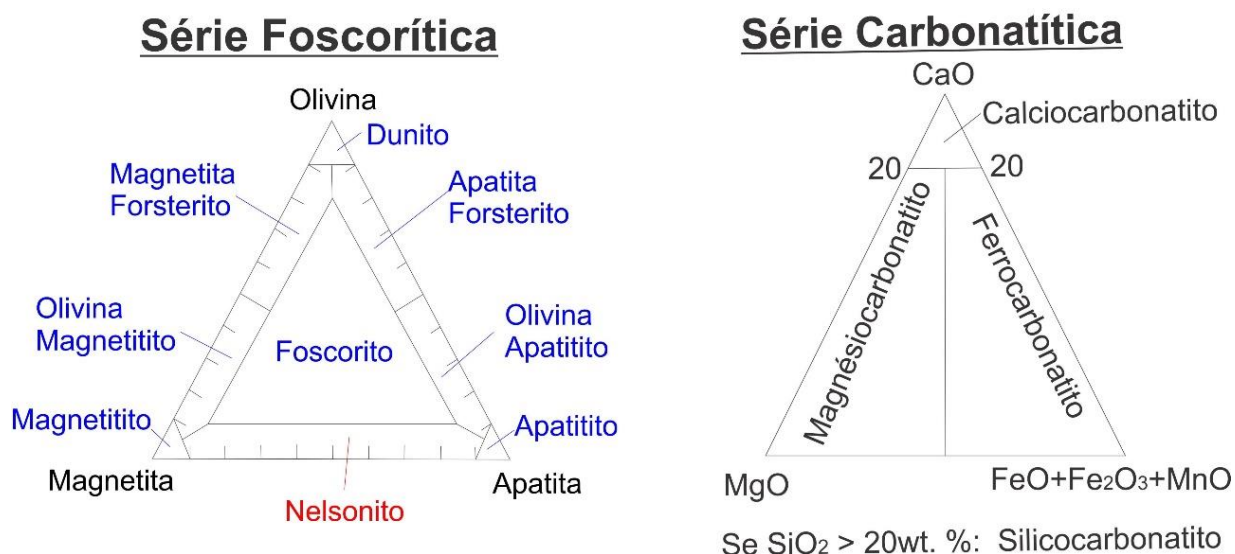 Série Foscorítica
Olivina
Dunito
Magnetita
Forsterito
Apatita
Forsterito
Olivina
Magnetitito
Olivina
Apatitito
Foscorito
Magnetitito
Apatitito
Magnetita
Apatita
Nelsonito
Série Carbonatítica
CaO
Calciocarbonatito
20
20
Magnésiocarbonatito
Ferrocarbonatito
MgO
FeO+Fe₂O₃+MnO
Se SiO₂ > 20wt. %: Silicocarbonatito